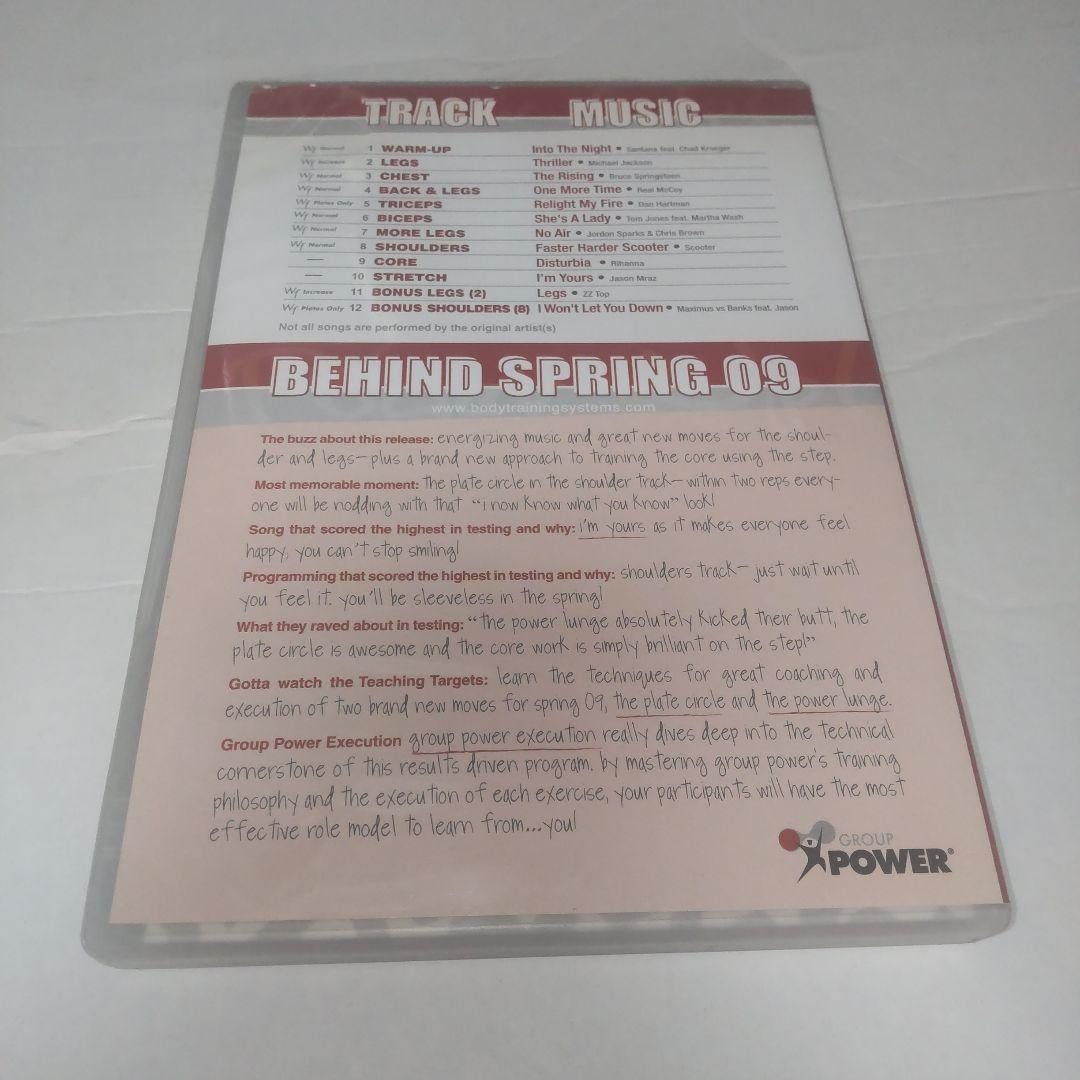 TRACK MUSIC
Wt Normal 1 WARM-UP Into The Night • Santana feat. Chad Kroeger
Wt Increase 2 LEGS Thriller • Michael Jackson
Wt Normal 3 CHEST The Rising • Bruce Springsteen
Wt Normal 4 BACK & LEGS One More Time • Real McCoy
Wt Plates Only 5 TRICEPS Relight My Fire • Dan Hartman
Wt Normal 6 BICEPS She's A Lady • Tom Jones feat. Martha Wash
Wt Normal 7 MORE LEGS No Air • Jordon Sparks & Chris Brown
Wt Normal 8 SHOULDERS Faster Harder Scooter • Scooter
— 9 CORE Disturbia • Rihanna
— 10 STRETCH I'm Yours • Jason Mraz
Wt Increase 11 BONUS LEGS (2) Legs • ZZ Top
Wt Plates Only 12 BONUS SHOULDERS (8) I Won't Let You Down • Maximus vs Banks feat. Jason
Not all songs are performed by the original artist(s)
BEHIND SPRING 09
www.bodytrainingsystems.com
The buzz about this release: energizing music and great new moves for the shoul-
der and legs—plus a brand new approach to training the core using the step.
Most memorable moment: the plate circle in the shoulder track—within two reps every-
one will be nodding with that "i now know what you know" look!
Song that scored the highest in testing and why: i'm yours as it makes everyone feel
happy, you can't stop smiling!
Programming that scored the highest in testing and why: shoulders track— just wait until
you feel it. you'll be sleeveless in the spring!
What they raved about in testing: "the power lunge absolutely kicked their butt, the
plate circle is awesome and the core work is simply brilliant on the step!"
Gotta watch the Teaching Targets: learn the techniques for great coaching and
execution of two brand new moves for spring 09, the plate circle and the power lunge.
Group Power Execution group power execution really dives deep into the technical
cornerstone of this results driven program. by mastering group power's training
philosophy and the execution of each exercise, your participants will have the most
effective role model to learn from...you!
GROUP
POWER®